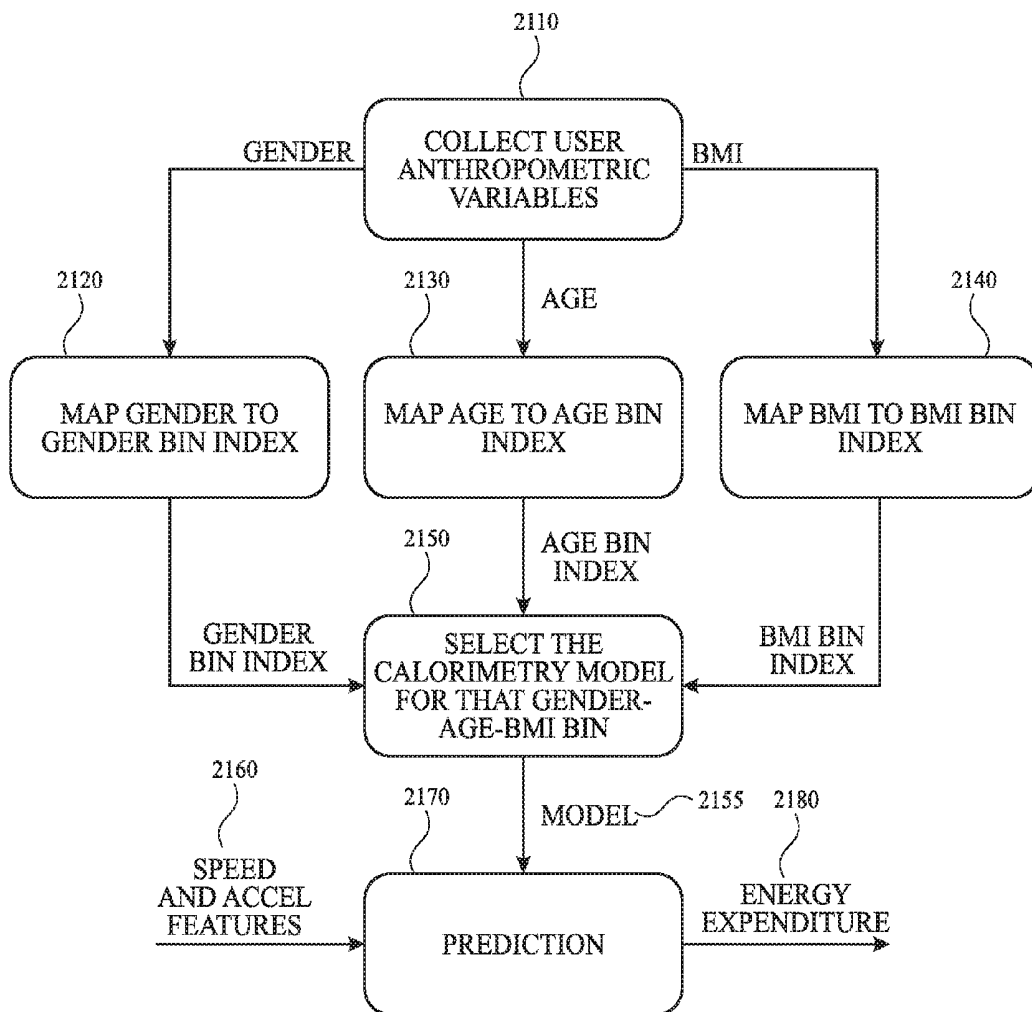 2110
COLLECT USER
ANTHROPOMETRIC
VARIABLES
GENDER
BMI
AGE
2120
2130
2140
MAP GENDER TO
GENDER BIN INDEX
MAP AGE TO AGE BIN
INDEX
MAP BMI TO BMI BIN
INDEX
2150
AGE BIN
INDEX
GENDER
BIN INDEX
SELECT THE
CALORIMETRY MODEL
FOR THAT GENDER-
AGE-BMI BIN
BMI BIN
INDEX
2160
2170
MODEL
2155
2180
SPEED
AND ACCEL
FEATURES
PREDICTION
ENERGY
EXPENDITURE